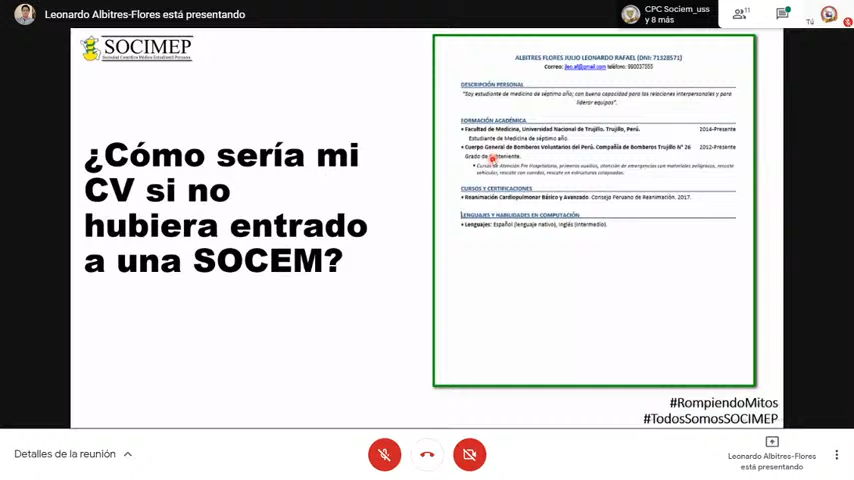 Leonardo Albitres-Flores está presentando
CPC Sociem_uss
y 8 más
11
Tú
SOCIMEP
Sociedad Científica Médico Estudiantil Peruana
¿Cómo sería mi
CV si no
hubiera entrado
a una SOCEM?
ALBITRES FLORES JULIO LEONARDO RAFAEL (DNI: 71328571)
Correo: teléfono: 990037355
DESCRIPCIÓN PERSONAL
"Soy estudiante de medicina de séptimo año; con buena capacidad para las relaciones interpersonales y para
liderar equipos".
FORMACIÓN ACADÉMICA
• Facultad de Medicina, Universidad Nacional de Trujillo. Trujillo, Perú. 2014-Presente
Estudiante de Medicina de séptimo año.
• Cuerpo General de Bomberos Voluntarios del Perú. Compañía de Bomberos Trujillo N° 26 2012-Presente
Grado de
• Cursos de Atención Pre Hospitalaria, primeros auxilios, atención de emergencias con materiales peligrosos, rescate
vehicular, rescate con cuerdas, rescate en estructuras colapsadas.
CURSOS Y CERTIFICACIONES
• Reanimación Cardiopulmonar Básico y Avanzado. Consejo Peruano de Reanimación. 2017.
LENGUAJES Y HABILIDADES EN COMPUTACIÓN
• Lenguajes: Español (lenguaje nativo), Inglés (Intermedio).
#RompiendoMitos
#TodosSomosSOCIMEP
Detalles de la reunión
Leonardo Albitres-Flores
está presentando